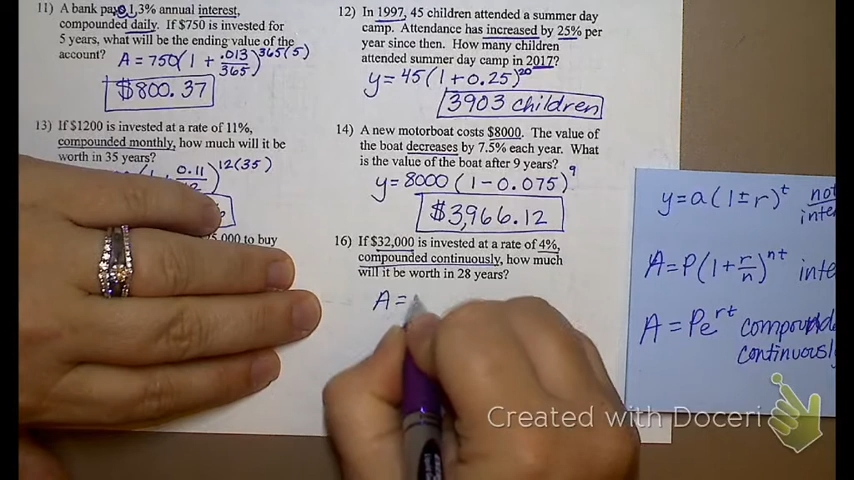 11) A bank pays 1.3% annual interest,
compounded daily. If $750 is invested for
5 years, what will be the ending value of the
account? A = 750(1 + .013/365)^365(5)
$800.37
12) In 1997, 45 children attended a summer day
camp. Attendance has increased by 25% per
year since then. How many children
attended summer day camp in 2017?
y = 45(1+0.25)^20
3903 children
13) If $1200 is invested at a rate of 11%,
compounded monthly, how much will it be
worth in 35 years?
0.11 12(35)
14) A new motorboat costs $8000. The value of
the boat decreases by 7.5% each year. What
is the value of the boat after 9 years?
y = 8000 (1 - 0.075)^9
$3,966.12
to buy
16) If $32,000 is invested at a rate of 4%,
compounded continuously, how much
will it be worth in 28 years?
A =
y = a(1±r)^t not
inte
A = P(1 + r/n)^nt inte
A = Pe^rt compound
continuously
Created with Doceri